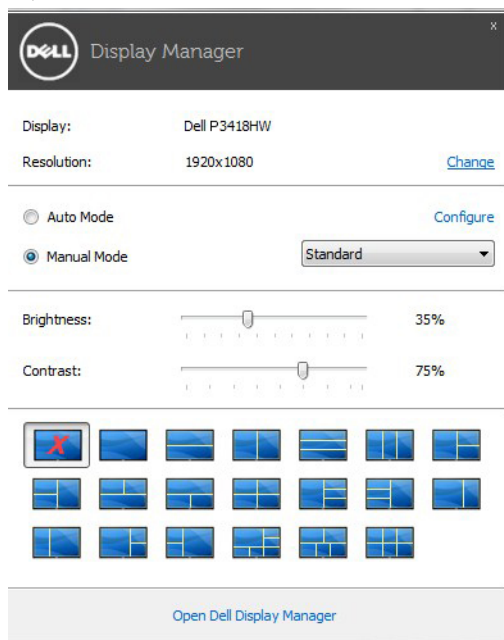 x
DELL Display Manager
Display: Dell P3418HW
Resolution: 1920x1080 Change
Auto Mode Configure
Manual Mode Standard
Brightness: 35%
Contrast: 75%
X
Open Dell Display Manager